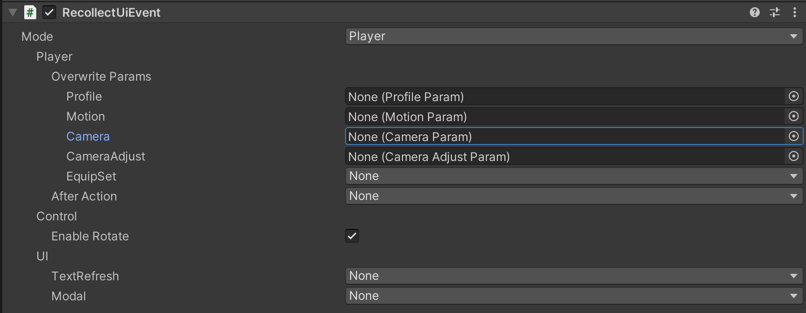 RecollectUiEvent
Mode Player
Player
Overwrite Params
Profile None (Profile Param)
Motion None (Motion Param)
Camera None (Camera Param)
CameraAdjust None (Camera Adjust Param)
EquipSet None
After Action None
Control
Enable Rotate
UI
TextRefresh None
Modal None